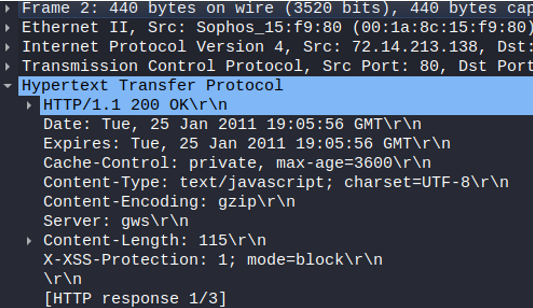 Frame 2: 440 bytes on wire (3520 bits), 440 bytes cap
Ethernet II, Src: Sophos_15:f9:80 (00:1a:8c:15:f9:80)
Internet Protocol Version 4, Src: 72.14.213.138, Dst:
Transmission Control Protocol, Src Port: 80, Dst Port
Hypertext Transfer Protocol
HTTP/1.1 200 OK\r\n
Date: Tue, 25 Jan 2011 19:05:56 GMT\r\n
Expires: Tue, 25 Jan 2011 19:05:56 GMT\r\n
Cache-Control: private, max-age=3600\r\n
Content-Type: text/javascript; charset=UTF-8\r\n
Content-Encoding: gzip\r\n
Server: gws\r\n
Content-Length: 115\r\n
X-XSS-Protection: 1; mode=block\r\n
\r\n
[HTTP response 1/3]